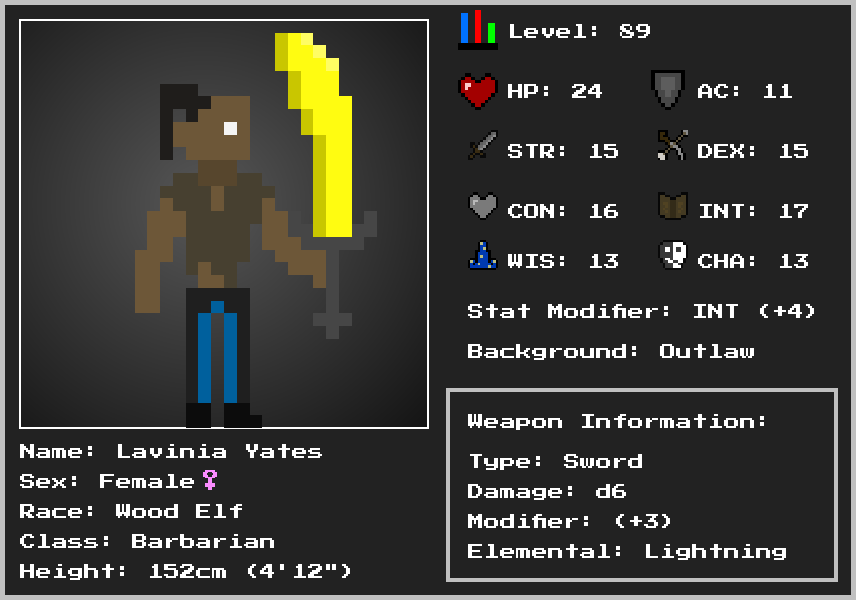 Level: 89
HP: 24
AC: 11
STR: 15
DEX: 15
CON: 16
INT: 17
WIS: 13
CHA: 13
Stat Modifier: INT (+4)
Background: Outlaw
Name: Lavinia Yates
Sex: Female♀
Race: Wood Elf
Class: Barbarian
Height: 152cm (4'12")
Weapon Information:
Type: Sword
Damage: d6
Modifier: (+3)
Elemental: Lightning